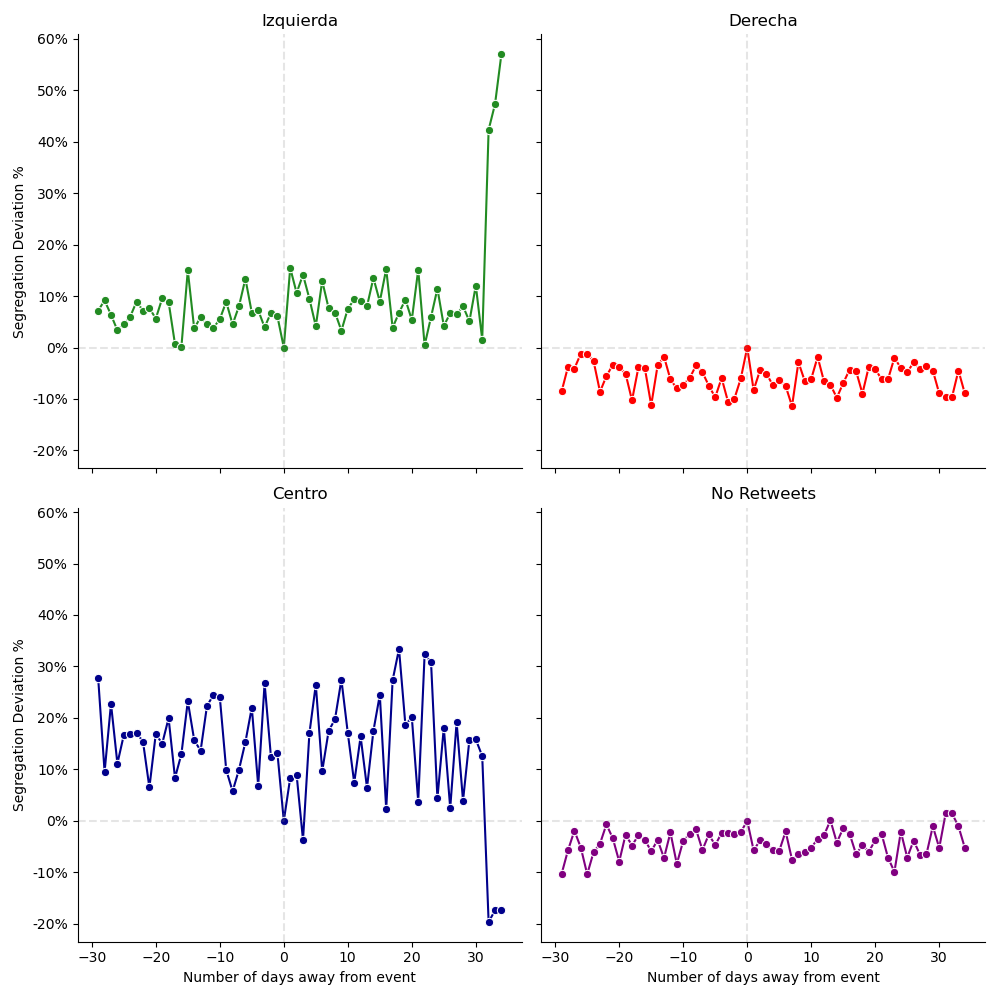 Izquierda
Derecha
60%
50%
40%
30%
20%
10%
0%
-10%
-20%
Segregation Deviation %
Centro
No Retweets
60%
50%
40%
30%
20%
10%
0%
-10%
-20%
Segregation Deviation %
−30 −20 −10 0 10 20 30
−30 −20 −10 0 10 20 30
Number of days away from event
Number of days away from event